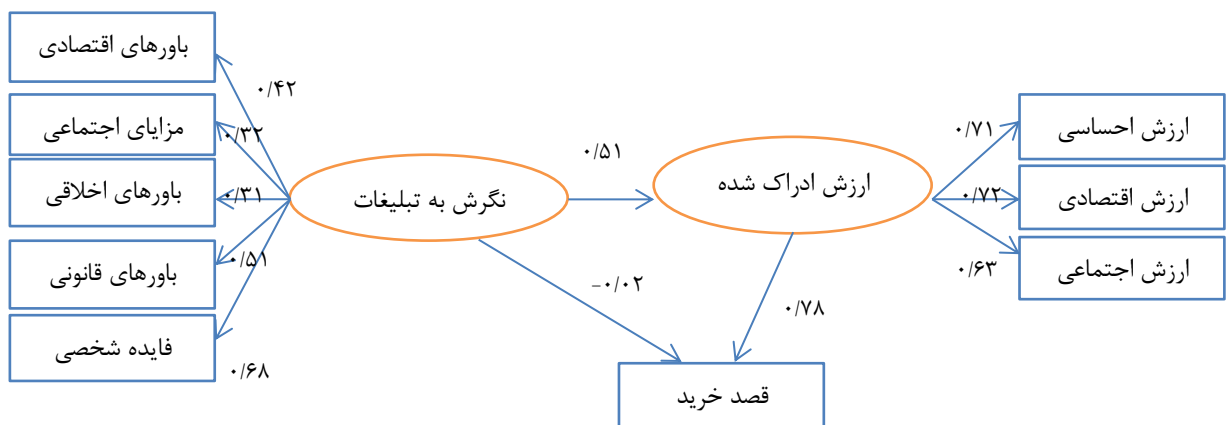 باورهای اقتصادی
مزایای اجتماعی
باورهای اخلاقی
باورهای قانونی
فایده شخصی
۰/۴۲
۰/۳۲
۰/۳۱
۰/۵۱
۰/۶۸
نگرش به تبلیغات
۰/۵۱
-۰/۰۲
ارزش ادراک شده
۰/۷۸
قصد خرید
۰/۷۱
۰/۷۲
۰/۶۳
ارزش احساسی
ارزش اقتصادی
ارزش اجتماعی